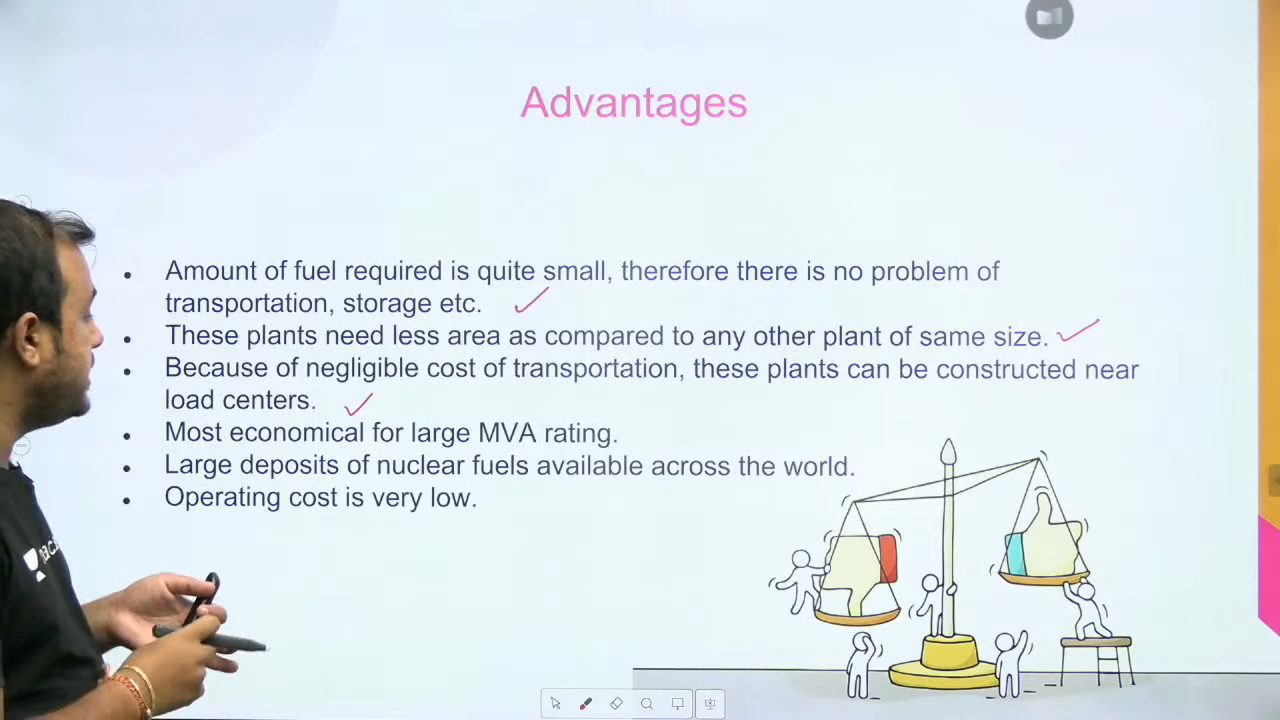 Advantages
• Amount of fuel required is quite small, therefore there is no problem of
transportation, storage etc.
• These plants need less area as compared to any other plant of same size.
• Because of negligible cost of transportation, these plants can be constructed near
load centers.
• Most economical for large MVA rating.
• Large deposits of nuclear fuels available across the world.
• Operating cost is very low.